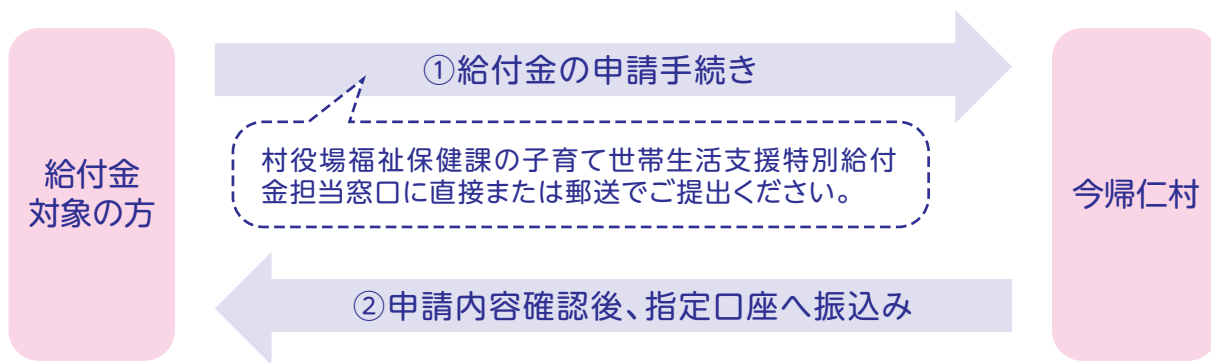 ①給付金の申請手続き
給付金
対象の方
村役場福祉保健課の子育て世帯生活支援特別給付
金担当窓口に直接または郵送でご提出ください。
今帰仁村
②申請内容確認後、指定口座へ振込み